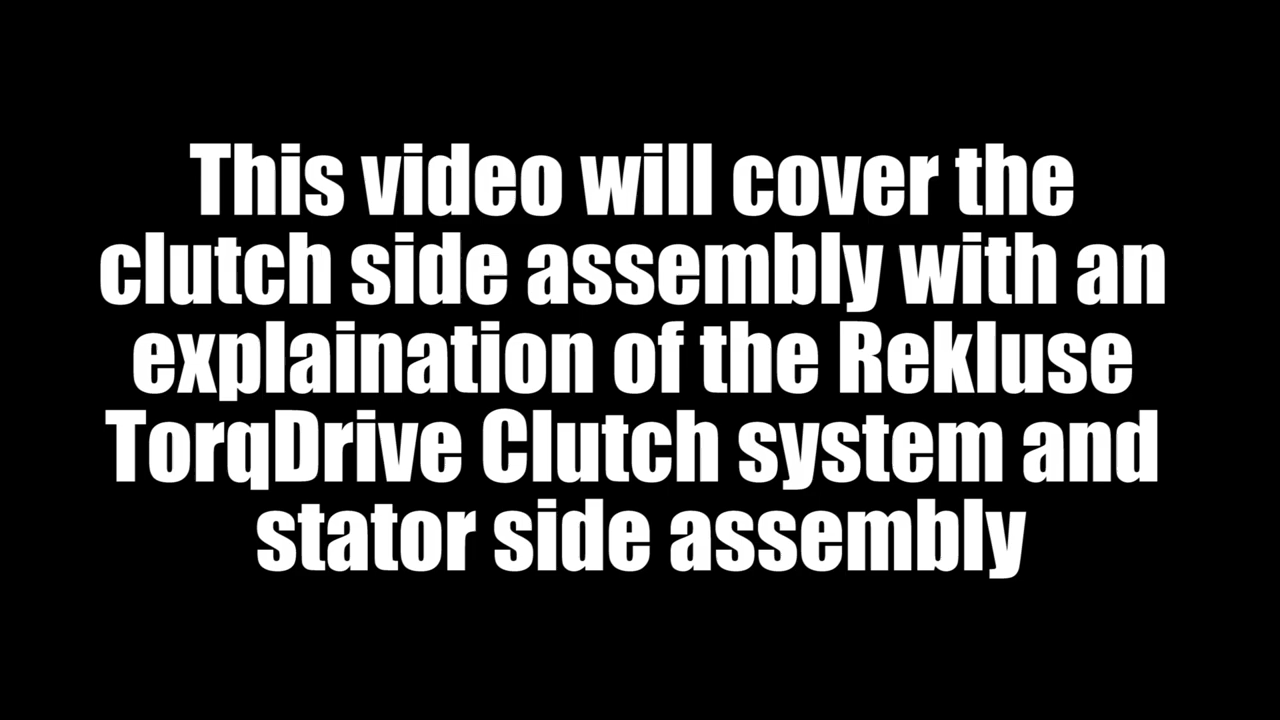 This video will cover the
clutch side assembly with an
explaination of the Rekluse
TorqDrive Clutch system and
stator side assembly